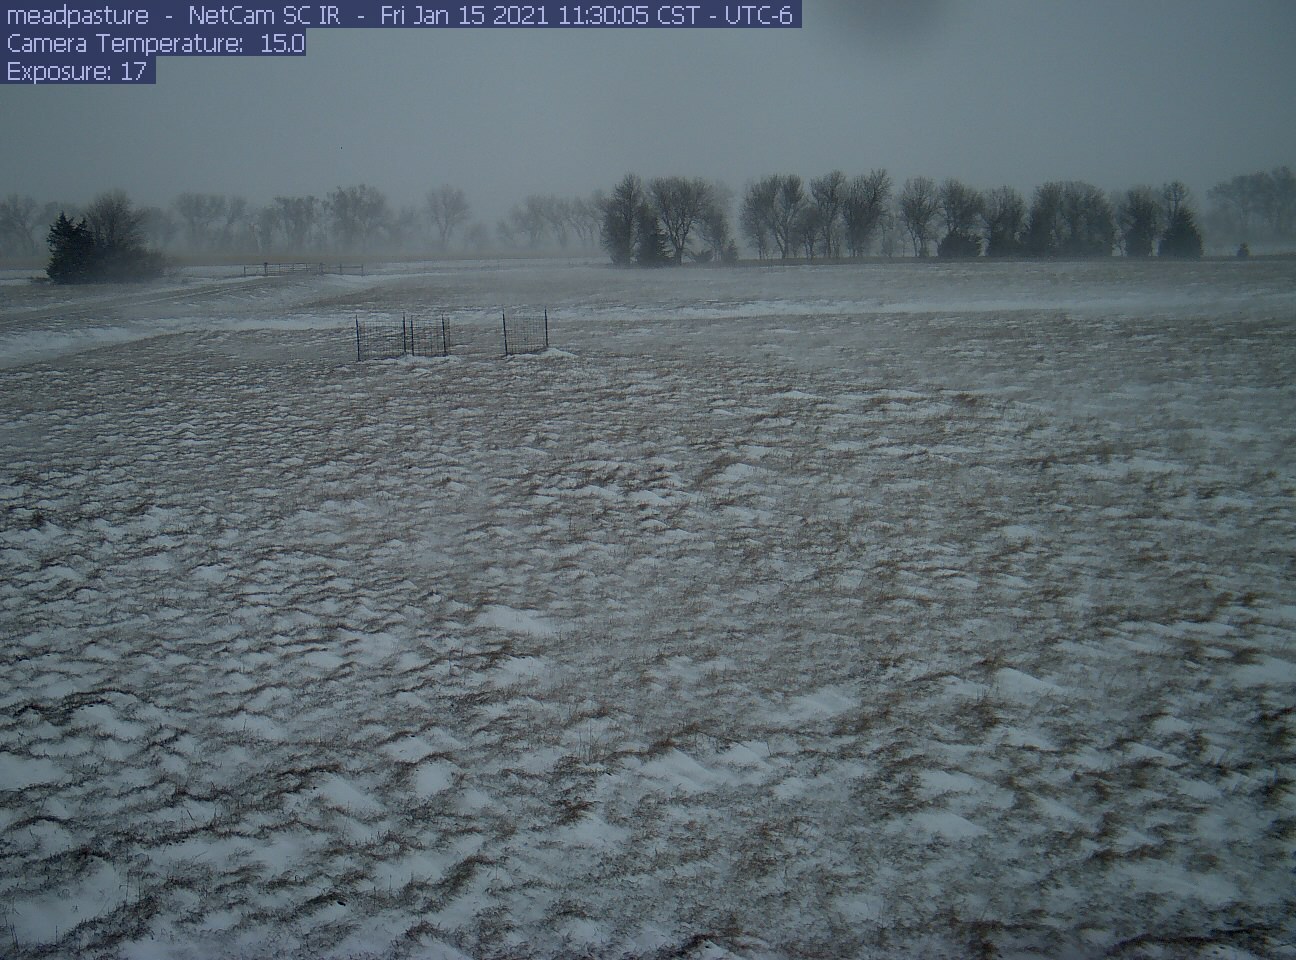 meadpasture - NetCam SC IR - Fri Jan 15 2021 11:30:05 CST - UTC-6
Camera Temperature: 15.0
Exposure: 17